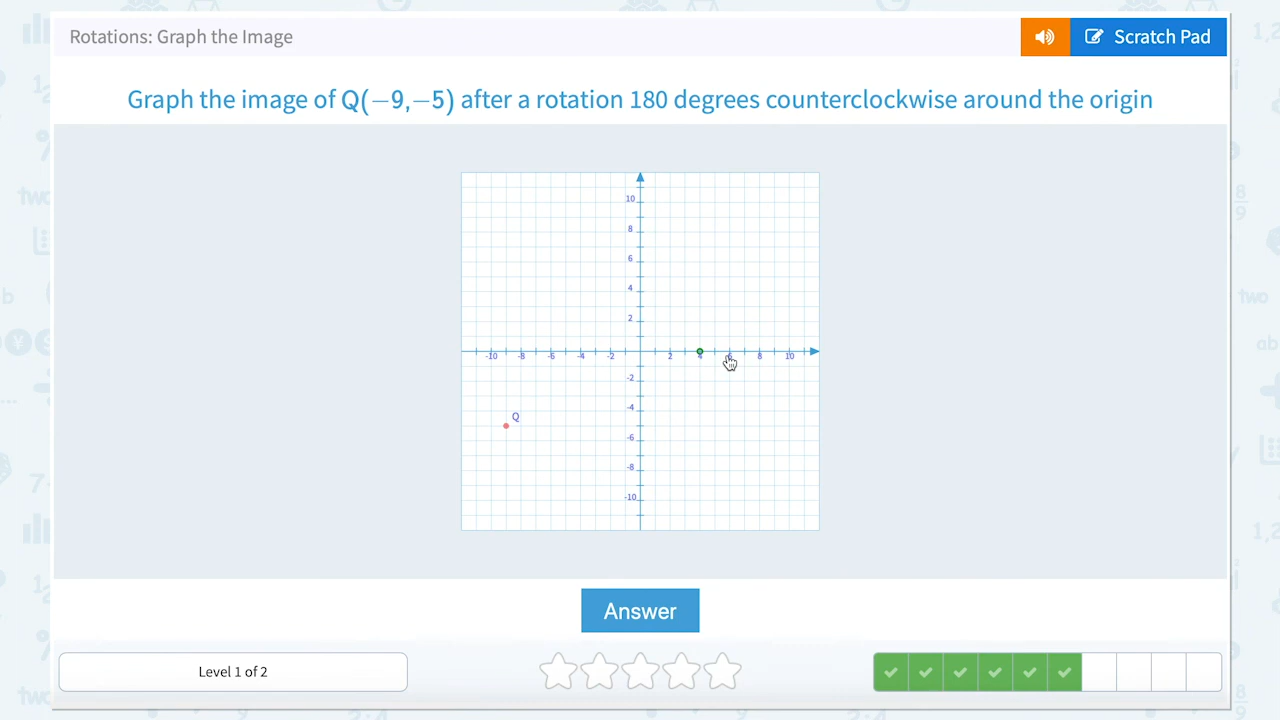 Rotations: Graph the Image
Scratch Pad
Graph the image of Q(−9,−5) after a rotation 180 degrees counterclockwise around the origin
10
8
6
4
2
-10 -8 -6 -4 -2 2 4 6 8 10
-2
Q
-4
-6
-8
-10
Answer
Level 1 of 2